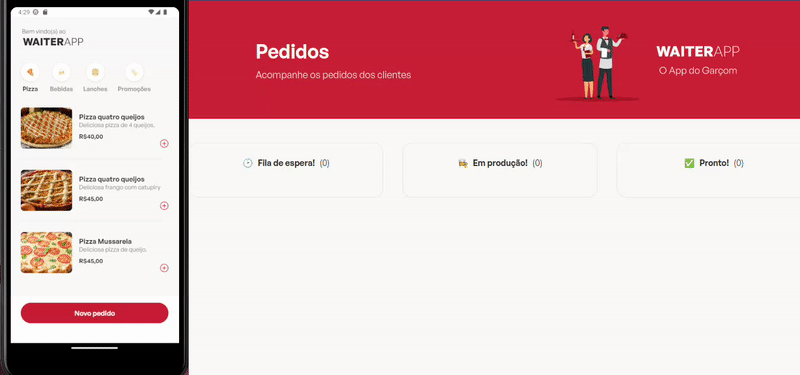 4:29
Bem vindo(a) ao
WAITERAPP
Pizza Bebidas Lanches Promoções
Pizza quatro queijos
Deliciosa pizza de 4 queijos.
R$40,00
Pizza quatro queijos
Deliciosa frango com catupiry
R$45,00
Pizza Mussarela
Deliciosa pizza de queijo.
R$45,00
Novo pedido
Pedidos
Acompanhe os pedidos dos clientes
WAITERAPP
O App do Garçom
Fila de espera! (0)
Em produção! (0)
Pronto! (0)